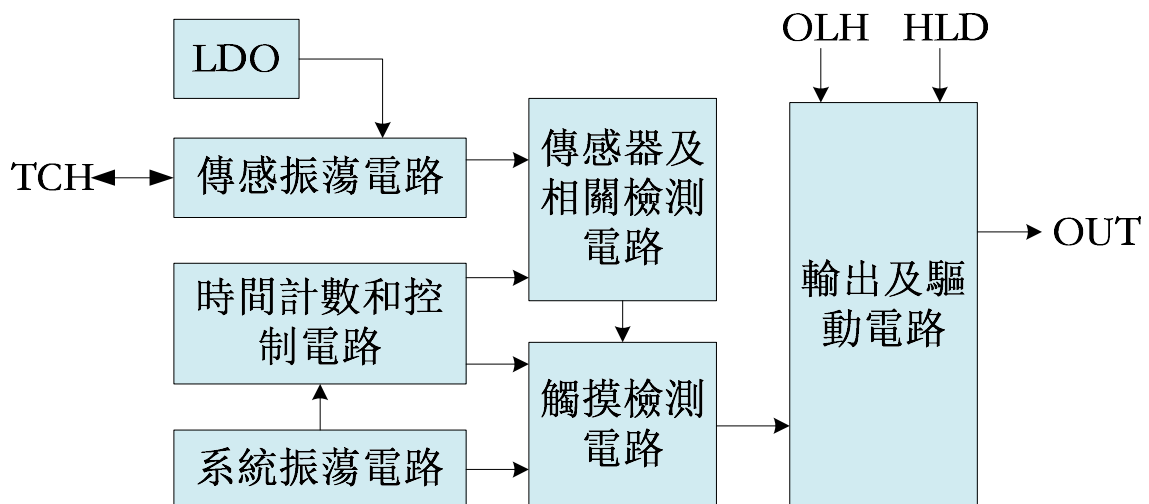 OLH HLD
LDO
TCH
傳感振蕩電路
傳感器及
相關檢測
電路
OUT
時間計數和控
制電路
輸出及驅
動電路
觸摸檢測
電路
系統振蕩電路